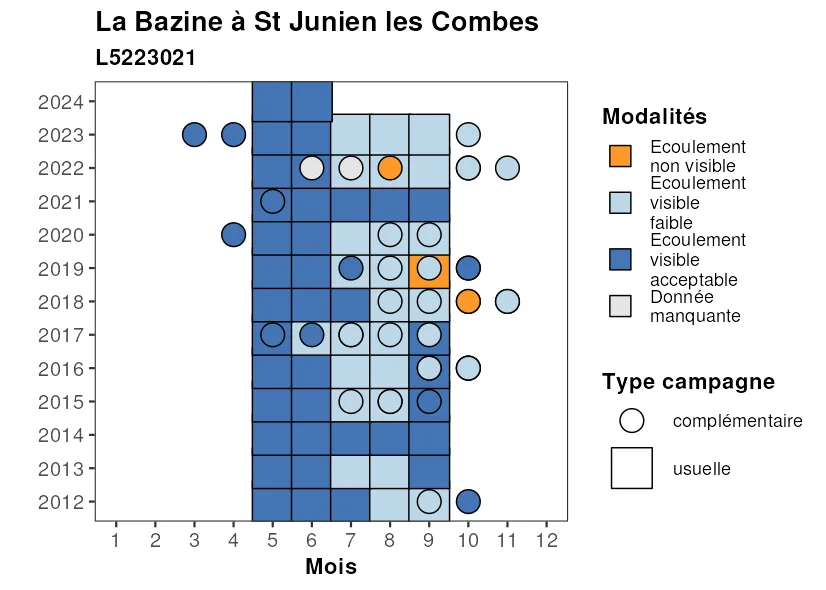 La Bazine à St Junien les Combes
L5223021
2024
2023
2022
2021
2020
2019
2018
2017
2016
2015
2014
2013
2012
1 2 3 4 5 6 7 8 9 10 11 12
Mois
Modalités
Ecoulement
non visible
Ecoulement
visible
faible
Ecoulement
visible
acceptable
Donnée
manquante
Type campagne
complémentaire
usuelle